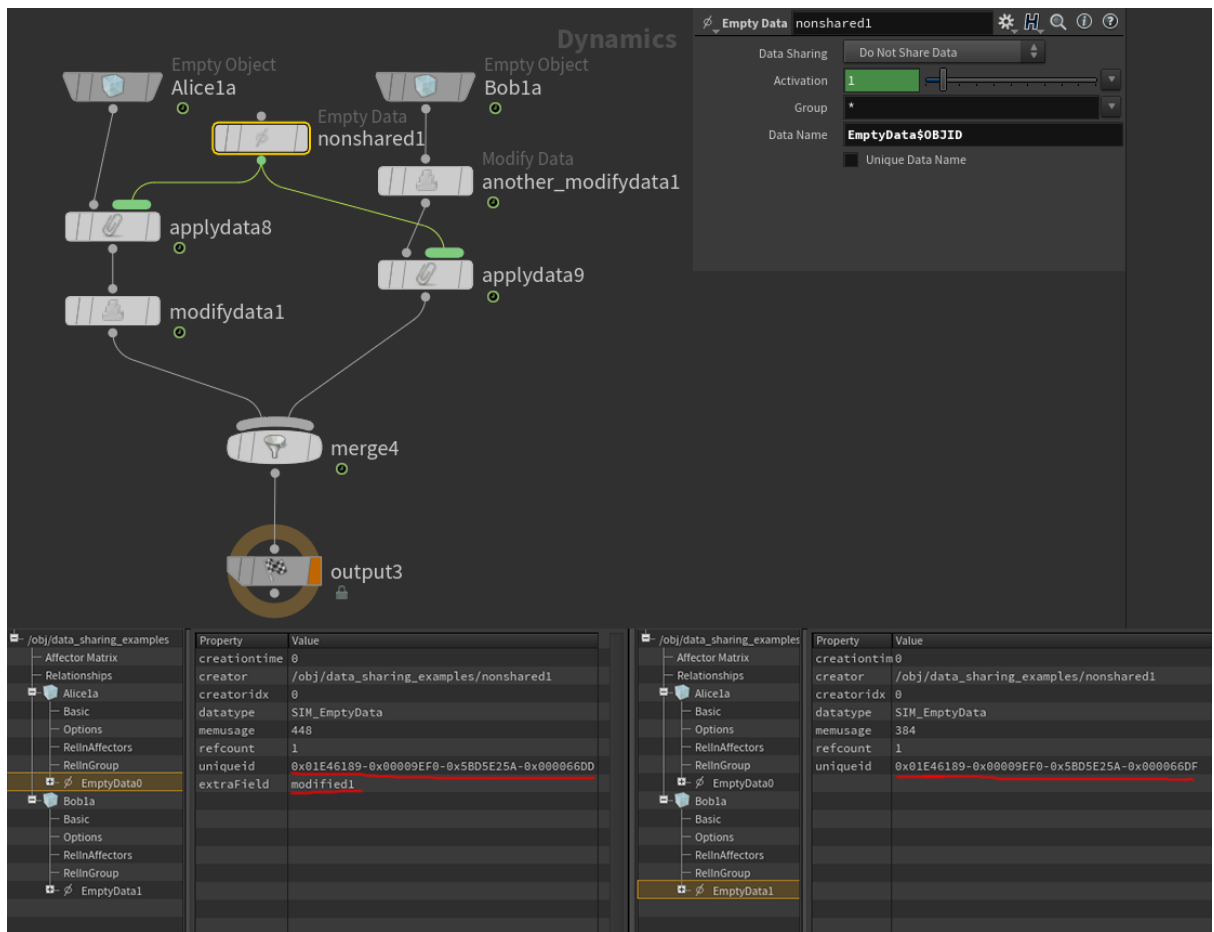 Dynamics
Empty Object
Alice1a
Empty Object
Bob1a
Empty Data
nonshared1
Modify Data
another_modifydata1
applydata8
applydata9
modifydata1
merge4
output3
Empty Data nonshared1
Data Sharing Do Not Share Data
Activation 1
Group *
Data Name EmptyData$OBJID
Unique Data Name
/obj/data_sharing_examples
Affector Matrix
Relationships
Alice1a
Basic
Options
RelInAffectors
RelInGroup
EmptyData0
Bob1a
Basic
Options
RelInAffectors
RelInGroup
EmptyData1
Property Value
creationtime 0
creator /obj/data_sharing_examples/nonshared1
creatoridx 0
datatype SIM_EmptyData
memusage 448
refcount 1
uniqueid 0x01E46189-0x00009EF0-0x5BD5E25A-0x000066DD
extraField modified1
/obj/data_sharing_examples
Affector Matrix
Relationships
Alice1a
Basic
Options
RelInAffectors
RelInGroup
EmptyData0
Bob1a
Basic
Options
RelInAffectors
RelInGroup
EmptyData1
Property Value
creationtim 0
creator /obj/data_sharing_examples/nonshared1
creatoridx 0
datatype SIM_EmptyData
memusage 384
refcount 1
uniqueid 0x01E46189-0x00009EF0-0x5BD5E25A-0x000066DF